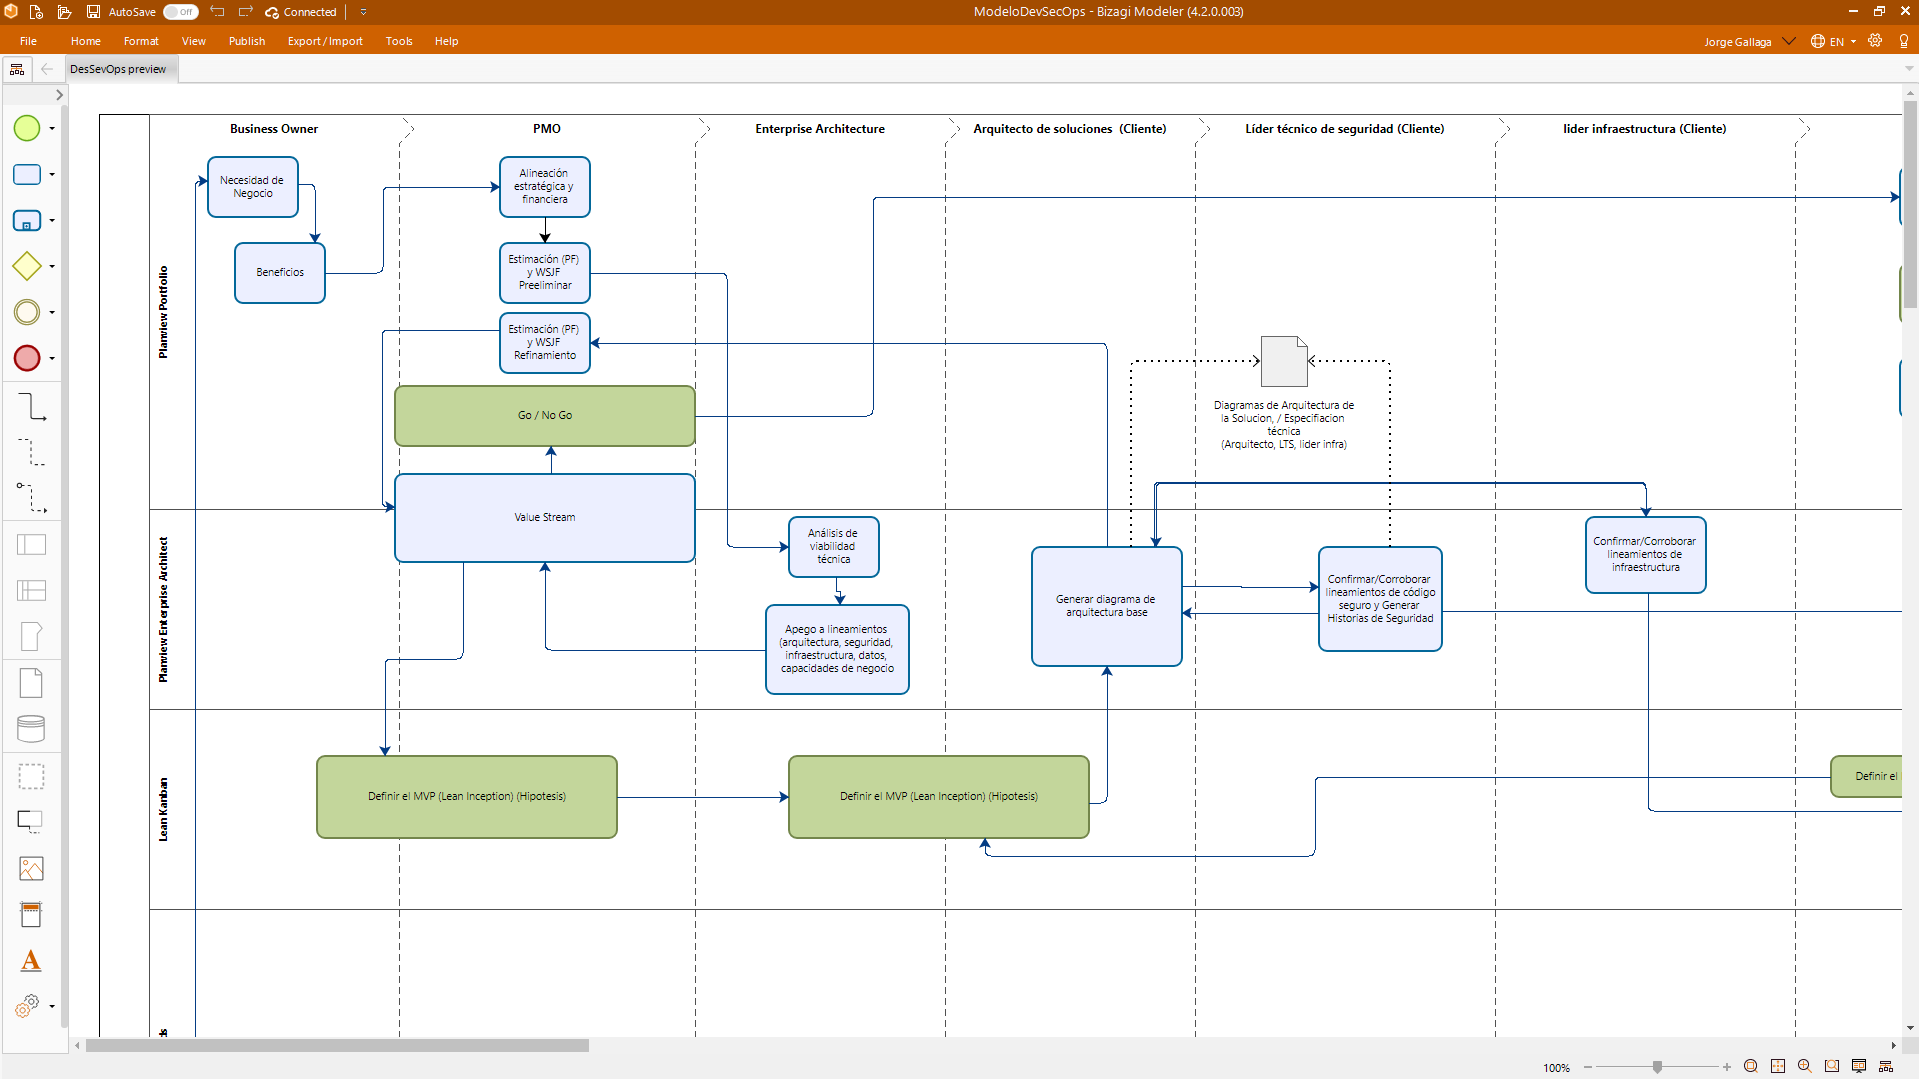 AutoSave Off Connected ModeloDevSecOps - Bizagi Modeler (4.2.0.003)
File Home Format View Publish Export / Import Tools Help Jorge Gallaga EN
DesSevOps preview
Business Owner PMO Enterprise Architecture Arquitecto de soluciones (Cliente) Líder técnico de seguridad (Cliente) lider infraestructura (Cliente)
Planview Portfolio
Necesidad de
Negocio
Beneficios
Alineación
estratégica y
financiera
Estimación (PF)
y WSJF
Preeliminar
Estimación (PF)
y WSJF
Refinamiento
Go / No Go
Value Stream
Diagramas de Arquitectura de
la Solucion, / Especifiacion
técnica
(Arquitecto, LTS, lider infra)
Planview Enterprise Architect
Análisis de
viabilidad
técnica
Apego a lineamientos
(arquitectura, seguridad,
infraestructura, datos,
capacidades de negocio
Generar diagrama de
arquitectura base
Confirmar/Corroborar
lineamientos de código
seguro y Generar
Historias de Seguridad
Confirmar/Corroborar
lineamientos de
infraestructura
Lean Kanban
Definir el MVP (Lean Inception) (Hipotesis)
Definir el MVP (Lean Inception) (Hipotesis)
Definir el
100%